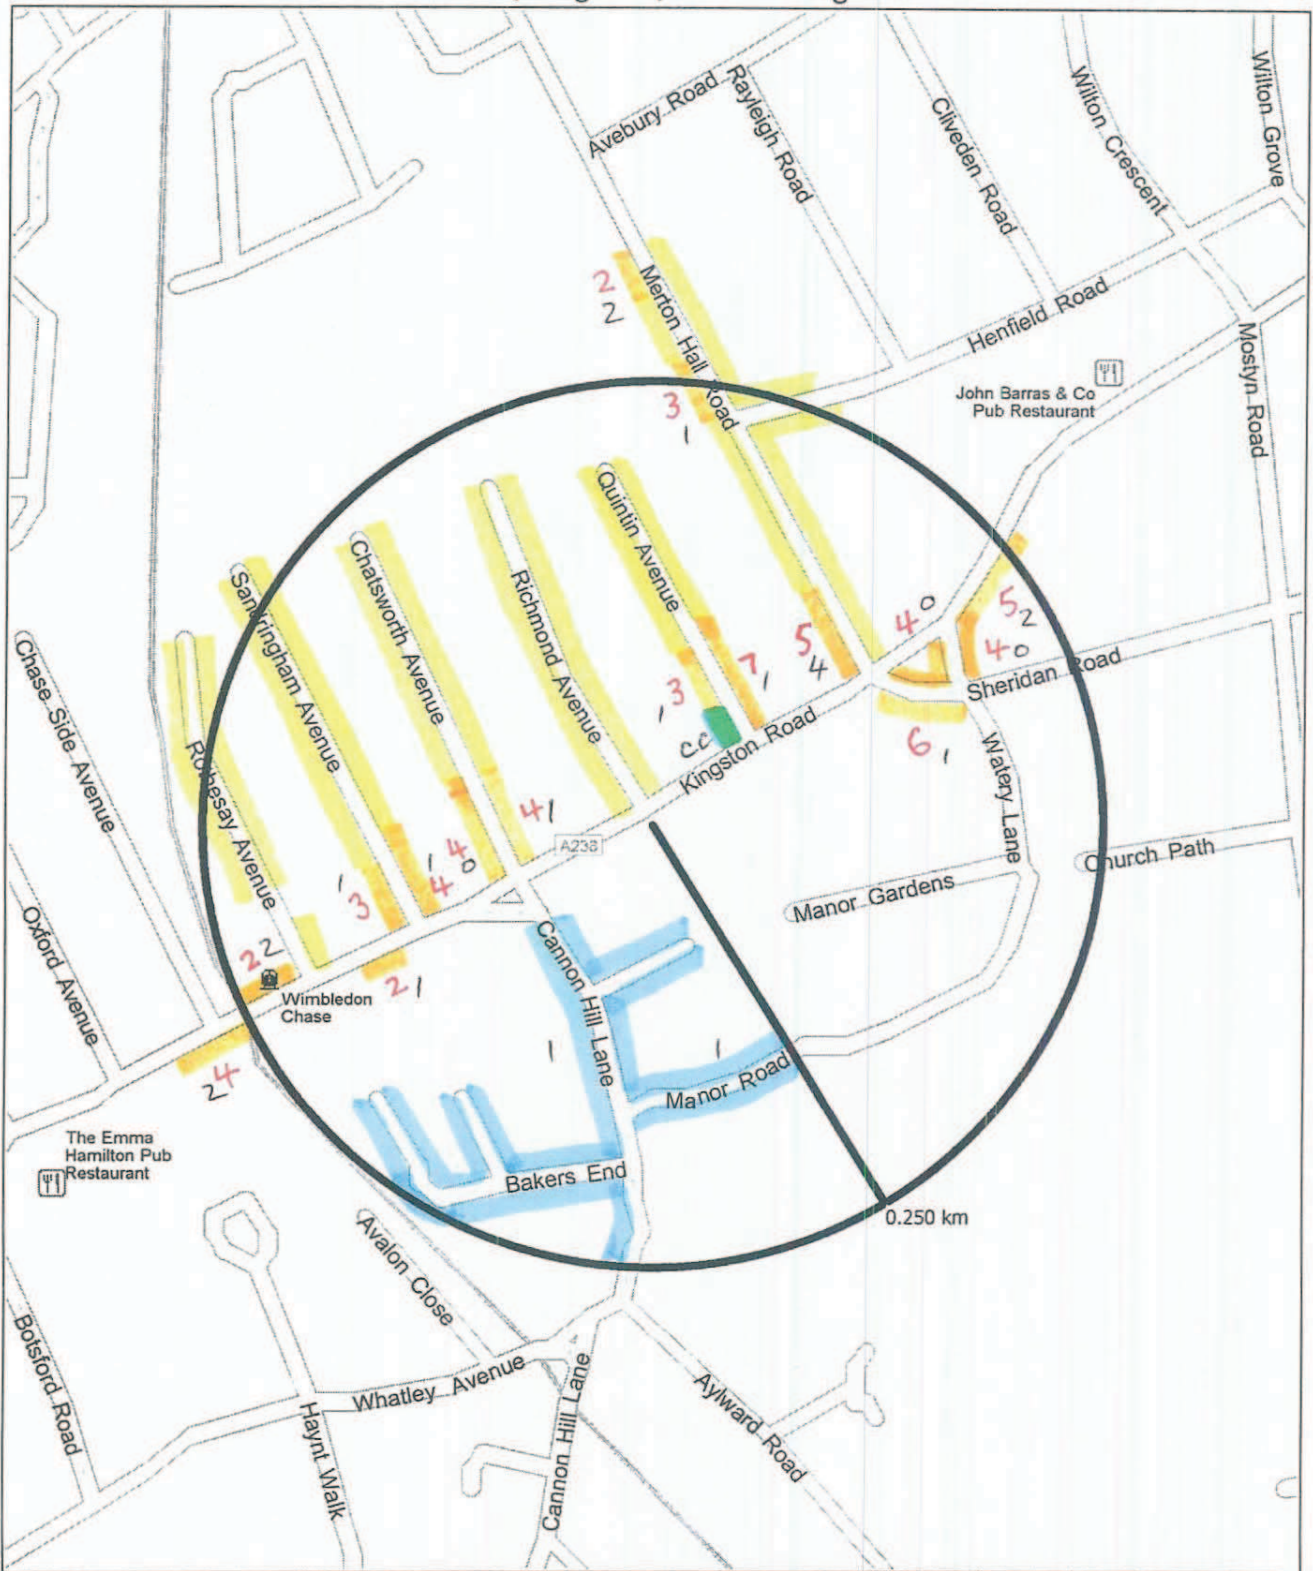 Avebury Road
Rayleigh Road
Cliveden Road
Wilton Crescent
Wilton Grove
2
2
Merton Hall Road
Henfield Road
Mostyn Road
John Barras & Co
Pub Restaurant
3
1
Quintin Avenue
Chatsworth Avenue
Richmond Avenue
Sandringham Avenue
Chase Side Avenue
Rothesay Avenue
5
4
4 0
5 2
4 0
Sheridan Road
7
1
3
1
CC
Kingston Road
6 1
Watery Lane
Church Path
Manor Gardens
A238
4 1
4
0
1
4
1
3
Oxford Avenue
2 2
Wimbledon
Chase
2 1
4
2
Cannon Hill Lane
1
1
Manor Road
The Emma
Hamilton Pub
Restaurant
Bakers End
0.250 km
Avalon Close
Botsford Road
Whatley Avenue
Haynt Walk
Cannon Hill Lane
Aylward Road